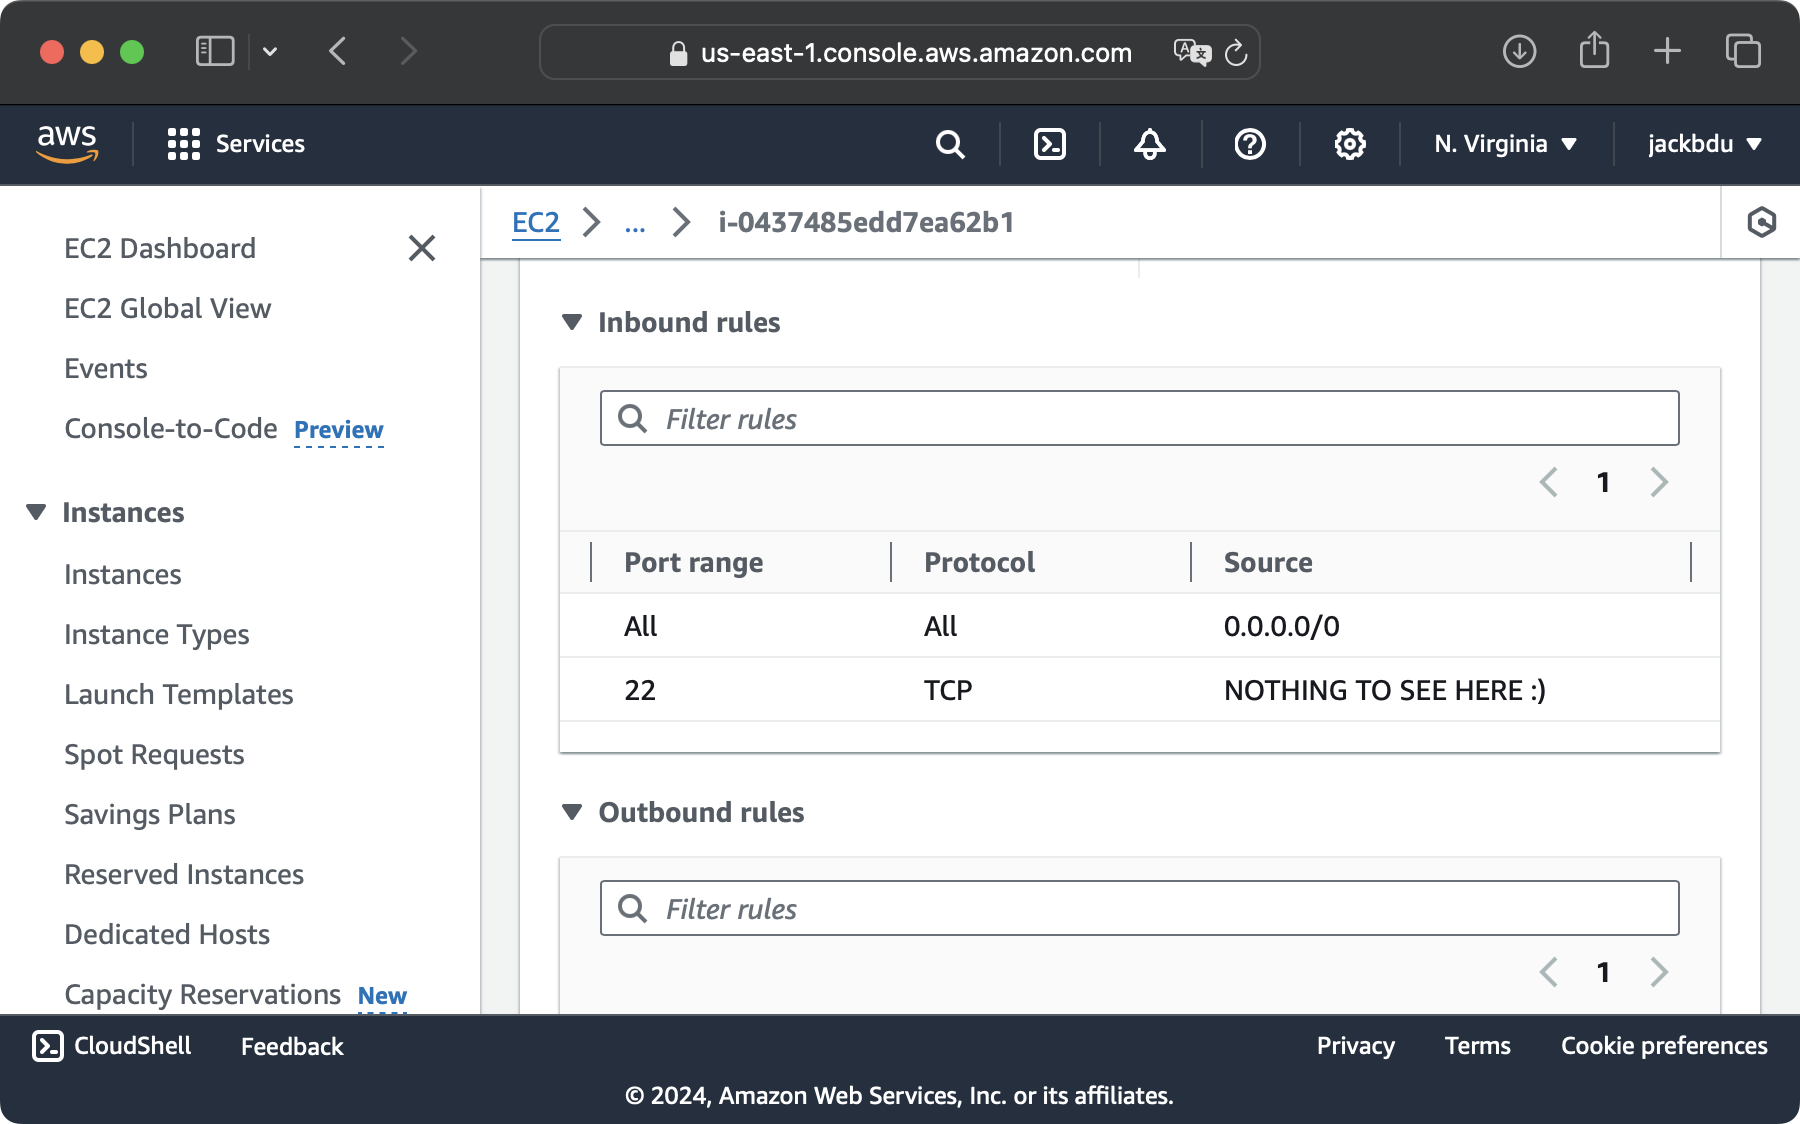 us-east-1.console.aws.amazon.com
aws Services N. Virginia jackbdu
EC2 ... i-0437485edd7ea62b1
EC2 Dashboard
EC2 Global View
Events
Console-to-Code Preview
Instances
Instances
Instance Types
Launch Templates
Spot Requests
Savings Plans
Reserved Instances
Dedicated Hosts
Capacity Reservations New
Inbound rules
Filter rules
1
Port range Protocol Source
All All 0.0.0.0/0
22 TCP NOTHING TO SEE HERE :)
Outbound rules
Filter rules
1
CloudShell Feedback Privacy Terms Cookie preferences
© 2024, Amazon Web Services, Inc. or its affiliates.